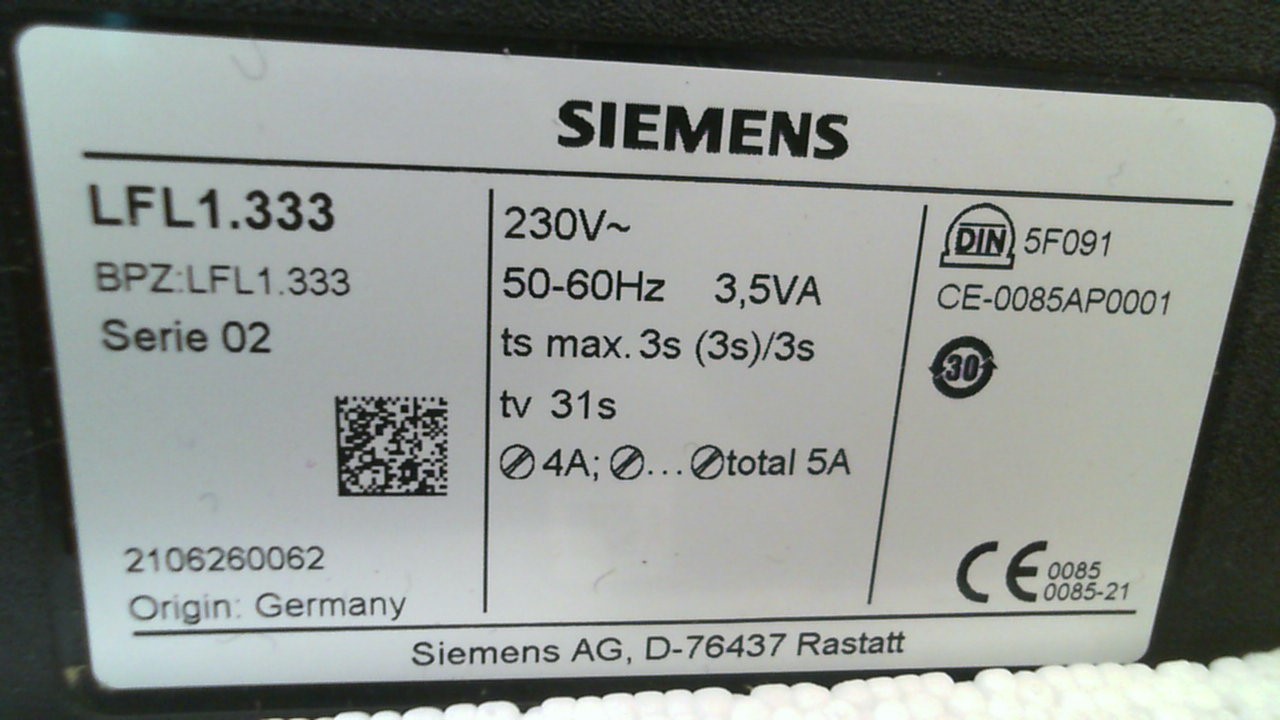 SIEMENS
LFL1.333
BPZ:LFL1.333
Serie 02
2106260062
Origin: Germany
230V~
50-60Hz 3,5VA
ts max. 3s (3s)/3s
tv 31s
⊘ 4A; ⊘...⊘total 5A
DIN 5F091
CE-0085AP0001
30
CE 0085
0085-21
Siemens AG, D-76437 Rastatt